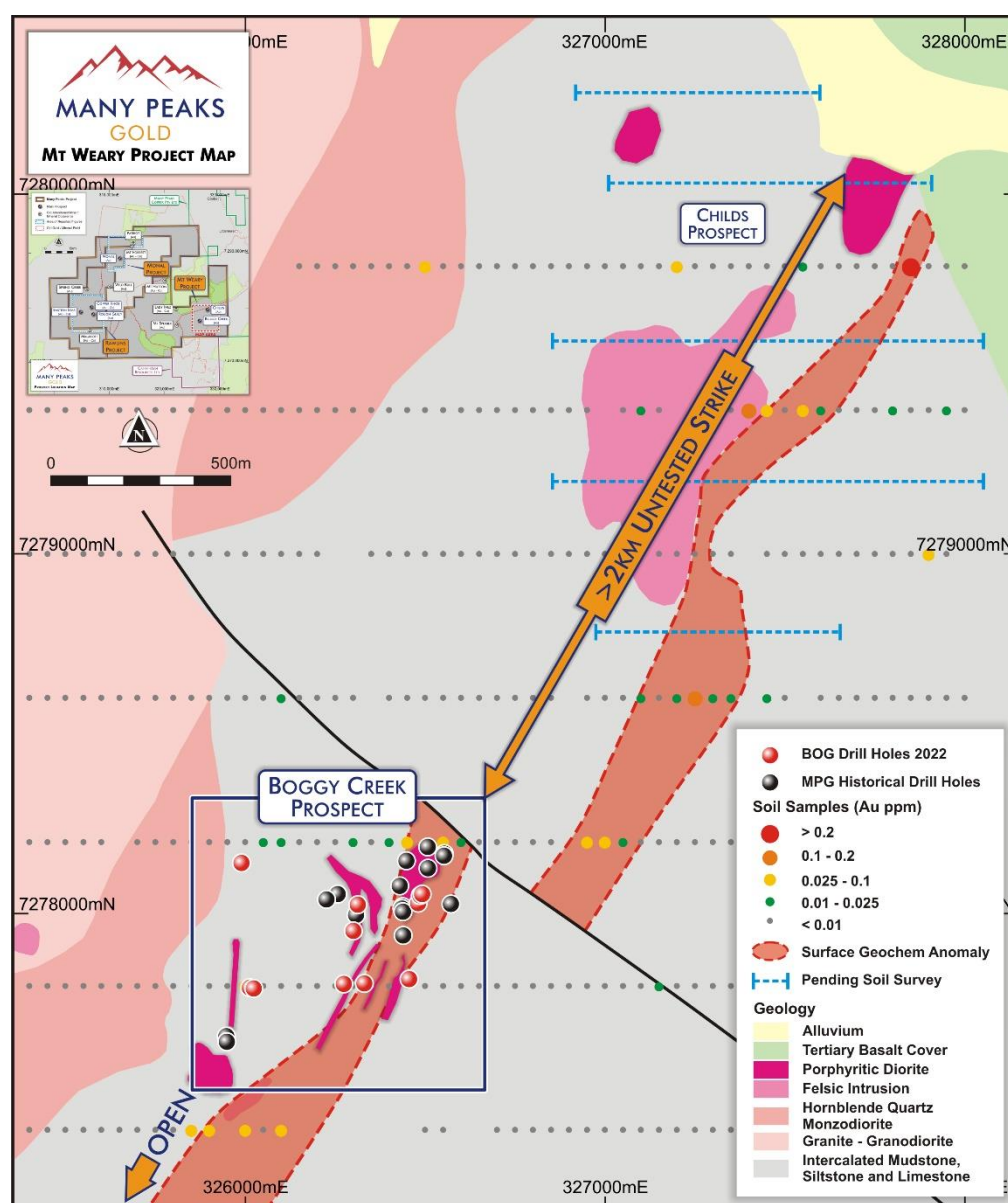 MANY PEAKS
GOLD
MT WEARY PROJECT MAP
327000mE
328000mE
7280000mN
CHILDS
PROSPECT
MANY PEAKS
GOLD
N
0
500m
>2KM UNTESTED STRIKE
7279000mN
7279000mN
BOGGY CREEK
PROSPECT
7278000mN
OPEN
326000mE
327000mE
BOG Drill Holes 2022
MPG Historical Drill Holes
Soil Samples (Au ppm)
> 0.2
0.1 - 0.2
0.025 - 0.1
0.01 - 0.025
< 0.01
Surface Geochem Anomaly
Pending Soil Survey
Geology
Alluvium
Tertiary Basalt Cover
Porphyritic Diorite
Felsic Intrusion
Hornblende Quartz
Monzodiorite
Granite - Granodiorite
Intercalated Mudstone,
Siltstone and Limestone